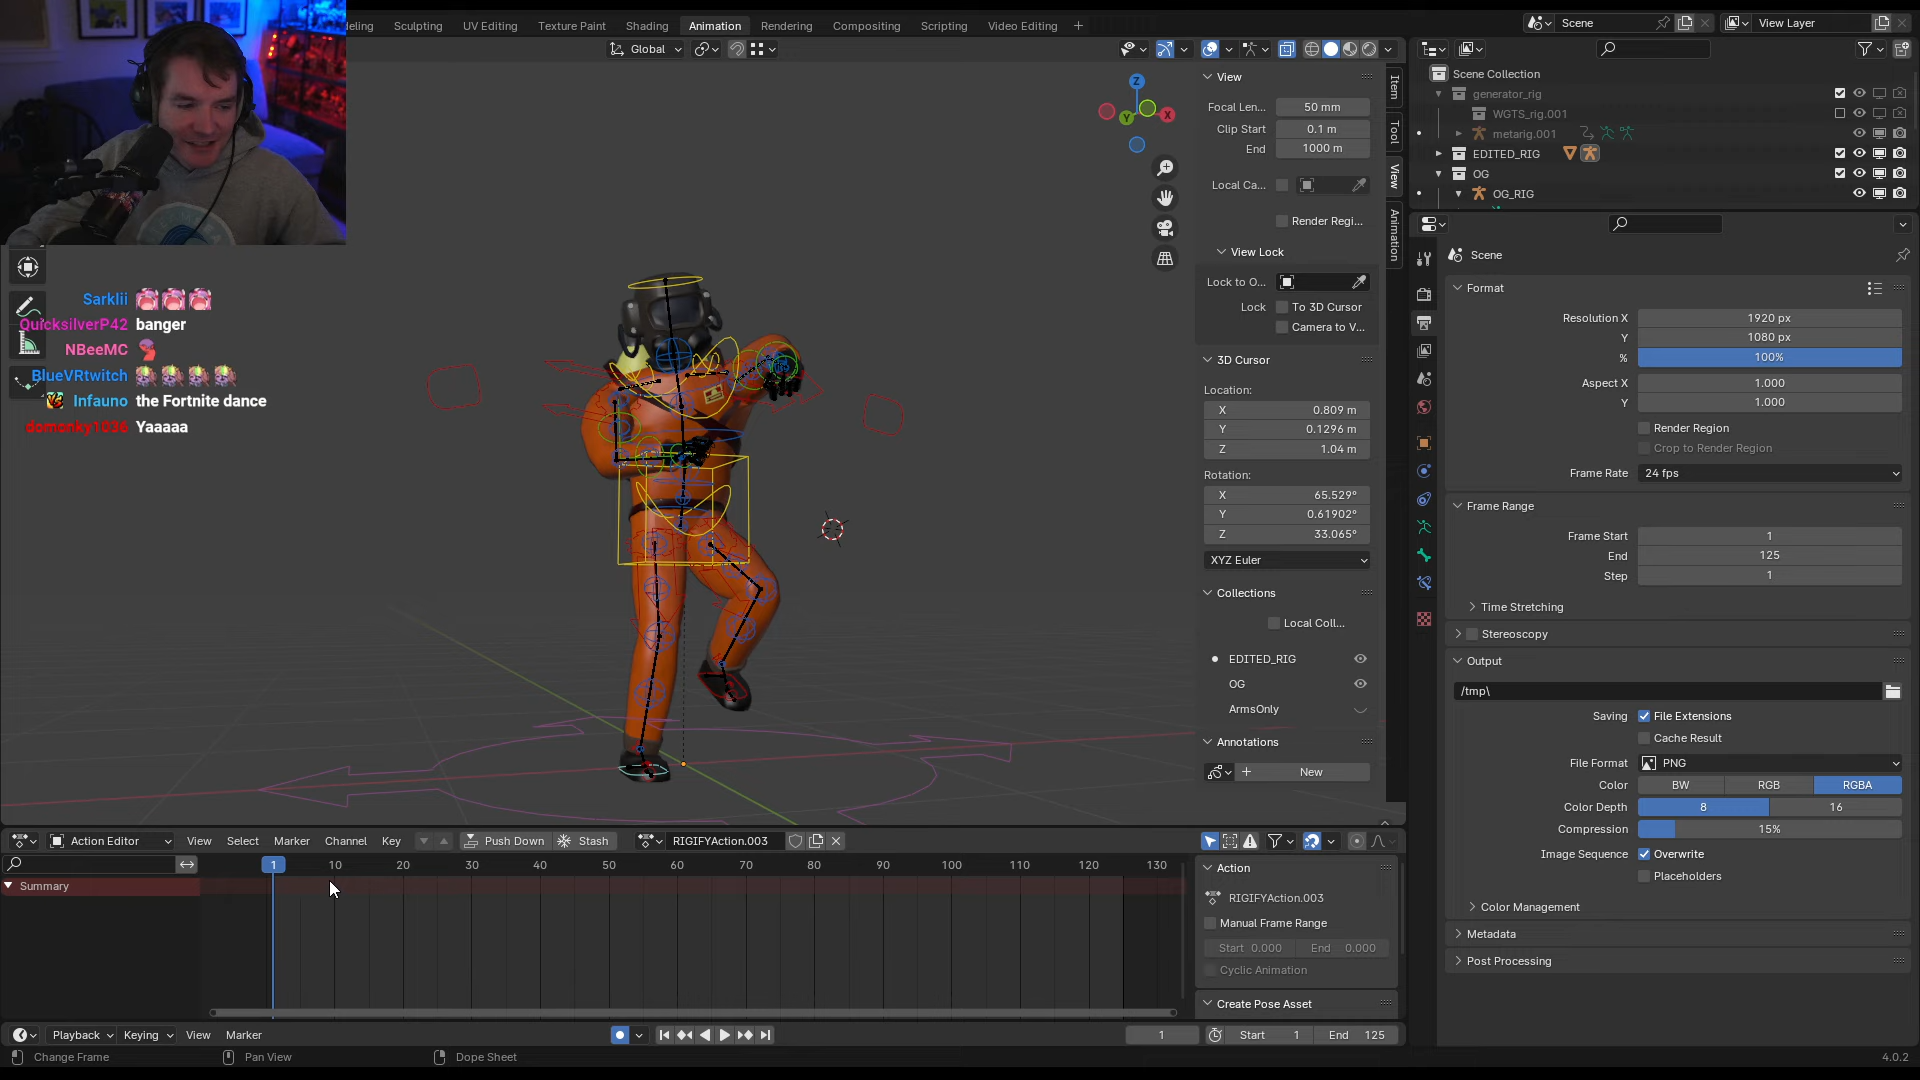 eling Sculpting UV Editing Texture Paint Shading Animation Rendering Compositing Scripting Video Editing +
Scene View Layer
Global
Scene Collection
generator_rig
WGTS_rig.001
metarig.001
EDITED_RIG
OG
OG_RIG
Z
X
Y
View
Focal Len... 50 mm
Clip Start 0.1 m
End 1000 m
Local Ca...
Render Regi...
View Lock
Lock to O...
Lock To 3D Cursor
Camera to V...
3D Cursor
Location:
X 0.809 m
Y 0.1296 m
Z 1.04 m
Rotation:
X 65.529°
Y 0.61902°
Z 33.065°
XYZ Euler
Collections
Local Coll...
EDITED_RIG
OG
ArmsOnly
Annotations
New
Item
Tool
View
Animation
Sarklii
QuicksilverP42 banger
NBeeMC
BlueVRtwitch
Infauno the Fortnite dance
domonky1036 Yaaaaa
Scene
Format
Resolution X 1920 px
Y 1080 px
% 100%
Aspect X 1.000
Y 1.000
Render Region
Crop to Render Region
Frame Rate 24 fps
Frame Range
Frame Start 1
End 125
Step 1
Time Stretching
Stereoscopy
Output
/tmp\
Saving File Extensions
Cache Result
File Format PNG
Color BW RGB RGBA
Color Depth 8 16
Compression 15%
Image Sequence Overwrite
Placeholders
Color Management
Metadata
Post Processing
Action Editor View Select Marker Channel Key Push Down Stash RIGIFYAction.003
1 10 20 30 40 50 60 70 80 90 100 110 120 130
Summary
Action
RIGIFYAction.003
Manual Frame Range
Start 0.000 End 0.000
Cyclic Animation
Create Pose Asset
Playback Keying View Marker 1 Start 1 End 125
Change Frame Pan View Dope Sheet 4.0.2